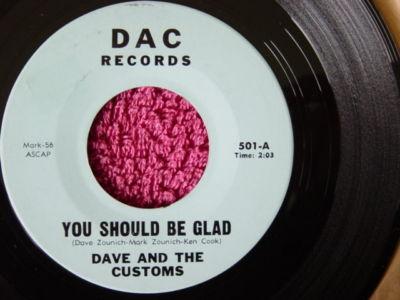 DAC
RECORDS
Mark-56
ASCAP
501-A
Time: 2:03
YOU SHOULD BE GLAD
(Dave Zounich-Mark Zounich-Ken Cook)
DAVE AND THE
CUSTOMS